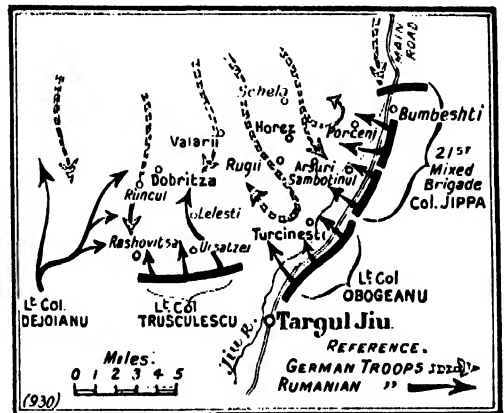 MAIN
ROAD
Schela
Bumbeshti
Porcenj
Valarii
Horez
21ST
Mixed
Brigade
Col. JIPPA
Arsuri
Sambotinul
Rugii
Dobritza
Runcul
Lelesti
Turcinesti
Rashovitsa
Ursatzei
Lt Col.
DEJOIANU
Lt Col
TRUSCULESCU
Lt Col
OBOGEANU
Jiu R.
Targul Jiu.
Miles:
0 1 2 3 4 5
REFERENCE.
GERMAN TROOPS
RUMANIAN "
(930)